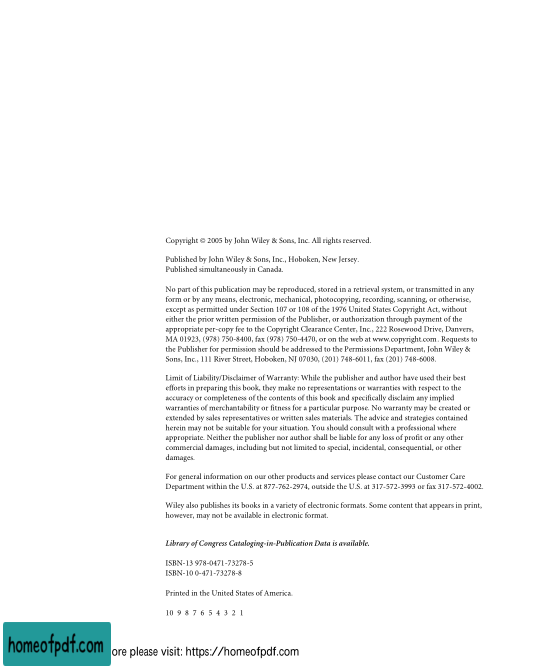 Copyright © 2005 by John Wiley & Sons, Inc. All rights reserved.
Published by John Wiley & Sons, Inc., Hoboken, New Jersey.
Published simultaneously in Canada.
No part of this publication may be reproduced, stored in a retrieval system, or transmitted in any
form or by any means, electronic, mechanical, photocopying, recording, scanning, or otherwise,
except as permitted under Section 107 or 108 of the 1976 United States Copyright Act, without
either the prior written permission of the Publisher, or authorization through payment of the
appropriate per-copy fee to the Copyright Clearance Center, Inc., 222 Rosewood Drive, Danvers,
MA 01923, (978) 750-8400, fax (978) 750-4470, or on the web at www.copyright.com. Requests to
the Publisher for permission should be addressed to the Permissions Department, John Wiley &
Sons, Inc., 111 River Street, Hoboken, NJ 07030, (201) 748-6011, fax (201) 748-6008.
Limit of Liability/Disclaimer of Warranty: While the publisher and author have used their best
efforts in preparing this book, they make no representations or warranties with respect to the
accuracy or completeness of the contents of this book and specifically disclaim any implied
warranties of merchantability or fitness for a particular purpose. No warranty may be created or
extended by sales representatives or written sales materials. The advice and strategies contained
herein may not be suitable for your situation. You should consult with a professional where
appropriate. Neither the publisher nor author shall be liable for any loss of profit or any other
commercial damages, including but not limited to special, incidental, consequential, or other
damages.
For general information on our other products and services please contact our Customer Care
Department within the U.S. at 877-762-2974, outside the U.S. at 317-572-3993 or fax 317-572-4002.
Wiley also publishes its books in a variety of electronic formats. Some content that appears in print,
however, may not be available in electronic format.
Library of Congress Cataloging-in-Publication Data is available.
ISBN-13 978-0471-73278-5
ISBN-10 0-471-73278-8
Printed in the United States of America.
10 9 8 7 6 5 4 3 2 1
homeofpdf.com
ore please visit: https://homeofpdf.com